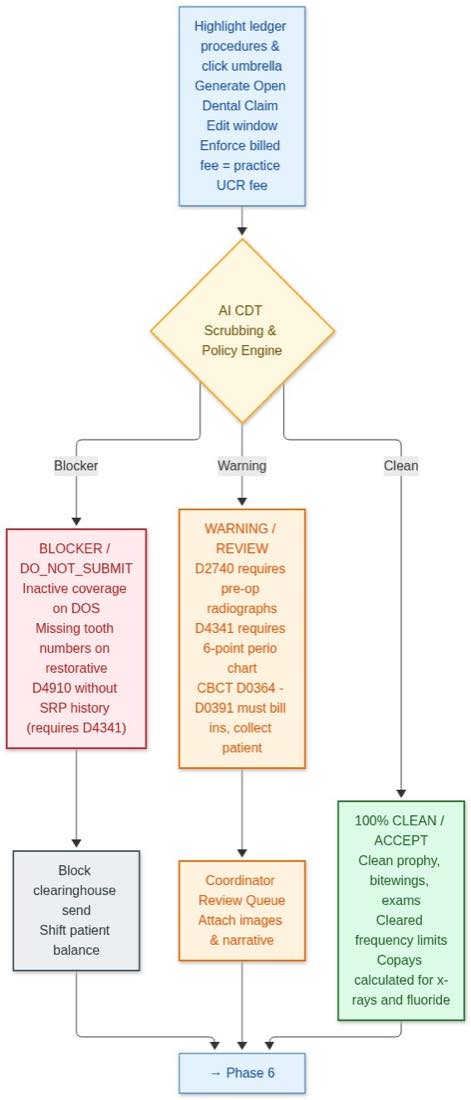 Highlight ledger
procedures &
click umbrella
Generate Open
Dental Claim
Edit window
Enforce billed
fee = practice
UCR fee
AI CDT
Scrubbing &
Policy Engine
Blocker
Warning
Clean
BLOCKER /
DO_NOT_SUBMIT
Inactive coverage
on DOS
Missing tooth
numbers on
restorative
D4910 without
SRP history
(requires D4341)
WARNING /
REVIEW
D2740 requires
pre-op
radiographs
D4341 requires
6-point perio
chart
CBCT D0364 -
D0391 must bill
ins, collect
patient
100% CLEAN /
ACCEPT
Clean prophy,
bitewings,
exams
Cleared
frequency limits
Copays
calculated for x-
rays and fluoride
Block
clearinghouse
send
Shift patient
balance
Coordinator
Review Queue
Attach images
& narrative
→ Phase 6